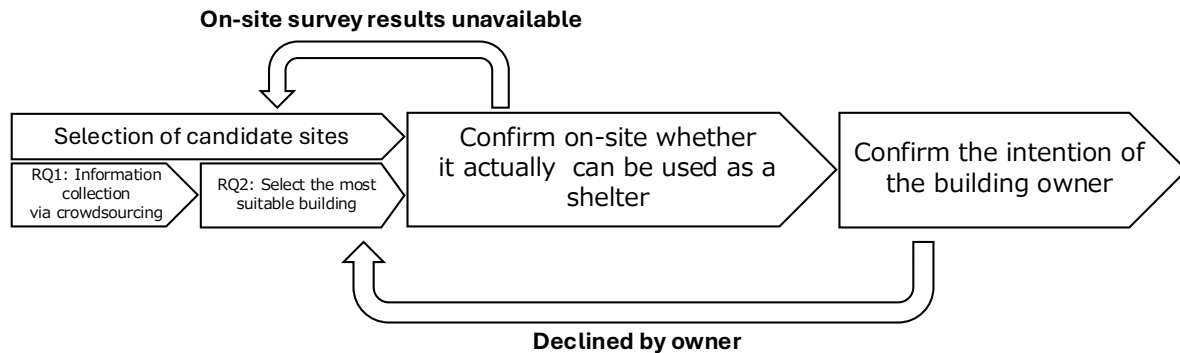 On-site survey results unavailable
Selection of candidate sites
RQ1: Information
collection
via crowdsourcing
RQ2: Select the most
suitable building
Confirm on-site whether
it actually can be used as a
shelter
Confirm the intention of
the building owner
Declined by owner